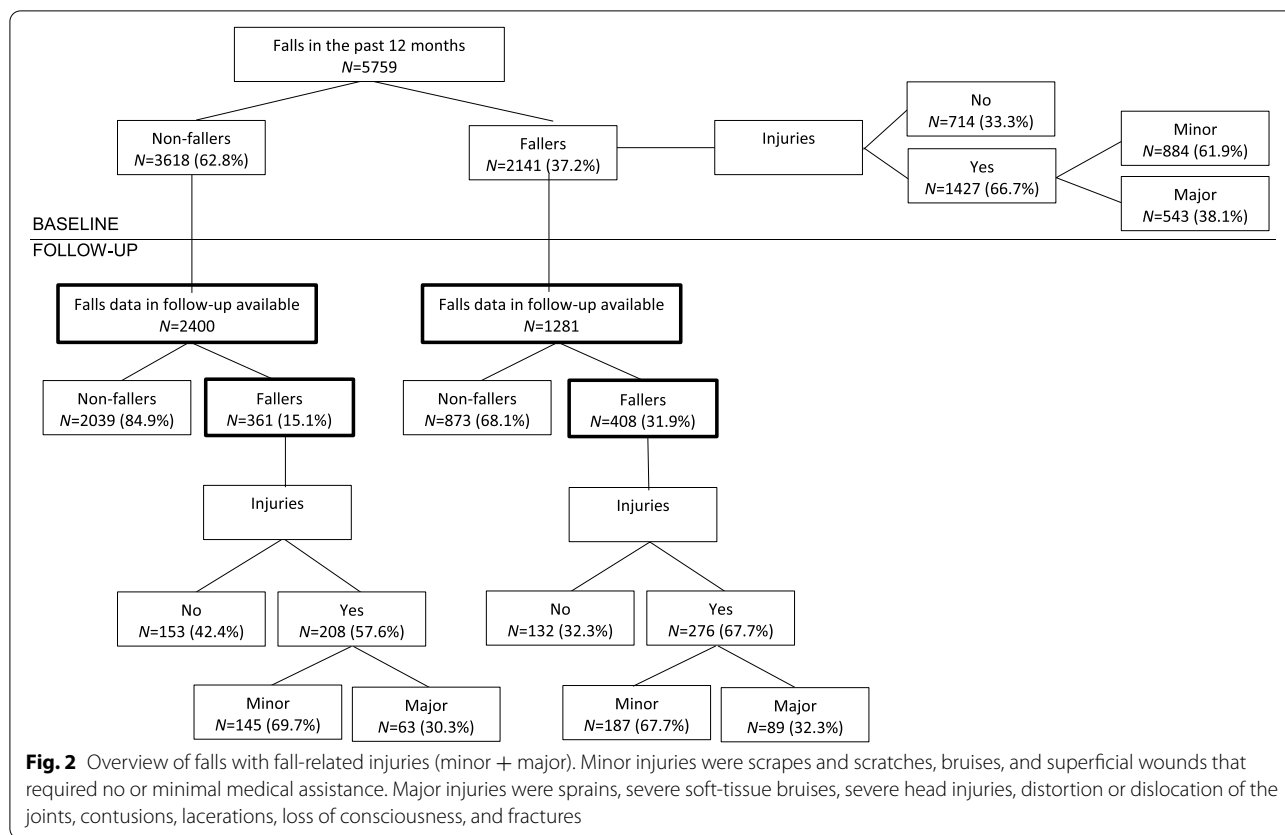 Falls in the past 12 months
N=5759
Non-fallers
N=3618 (62.8%)
Fallers
N=2141 (37.2%)
Injuries
No
N=714 (33.3%)
Yes
N=1427 (66.7%)
Minor
N=884 (61.9%)
Major
N=543 (38.1%)
BASELINE
FOLLOW-UP
Falls data in follow-up available
N=2400
Falls data in follow-up available
N=1281
Non-fallers
N=2039 (84.9%)
Fallers
N=361 (15.1%)
Non-fallers
N=873 (68.1%)
Fallers
N=408 (31.9%)
Injuries
Injuries
No
N=153 (42.4%)
Yes
N=208 (57.6%)
No
N=132 (32.3%)
Yes
N=276 (67.7%)
Minor
N=145 (69.7%)
Major
N=63 (30.3%)
Minor
N=187 (67.7%)
Major
N=89 (32.3%)
Fig. 2 Overview of falls with fall-related injuries (minor + major). Minor injuries were scrapes and scratches, bruises, and superficial wounds that
required no or minimal medical assistance. Major injuries were sprains, severe soft-tissue bruises, severe head injuries, distortion or dislocation of the
joints, contusions, lacerations, loss of consciousness, and fractures